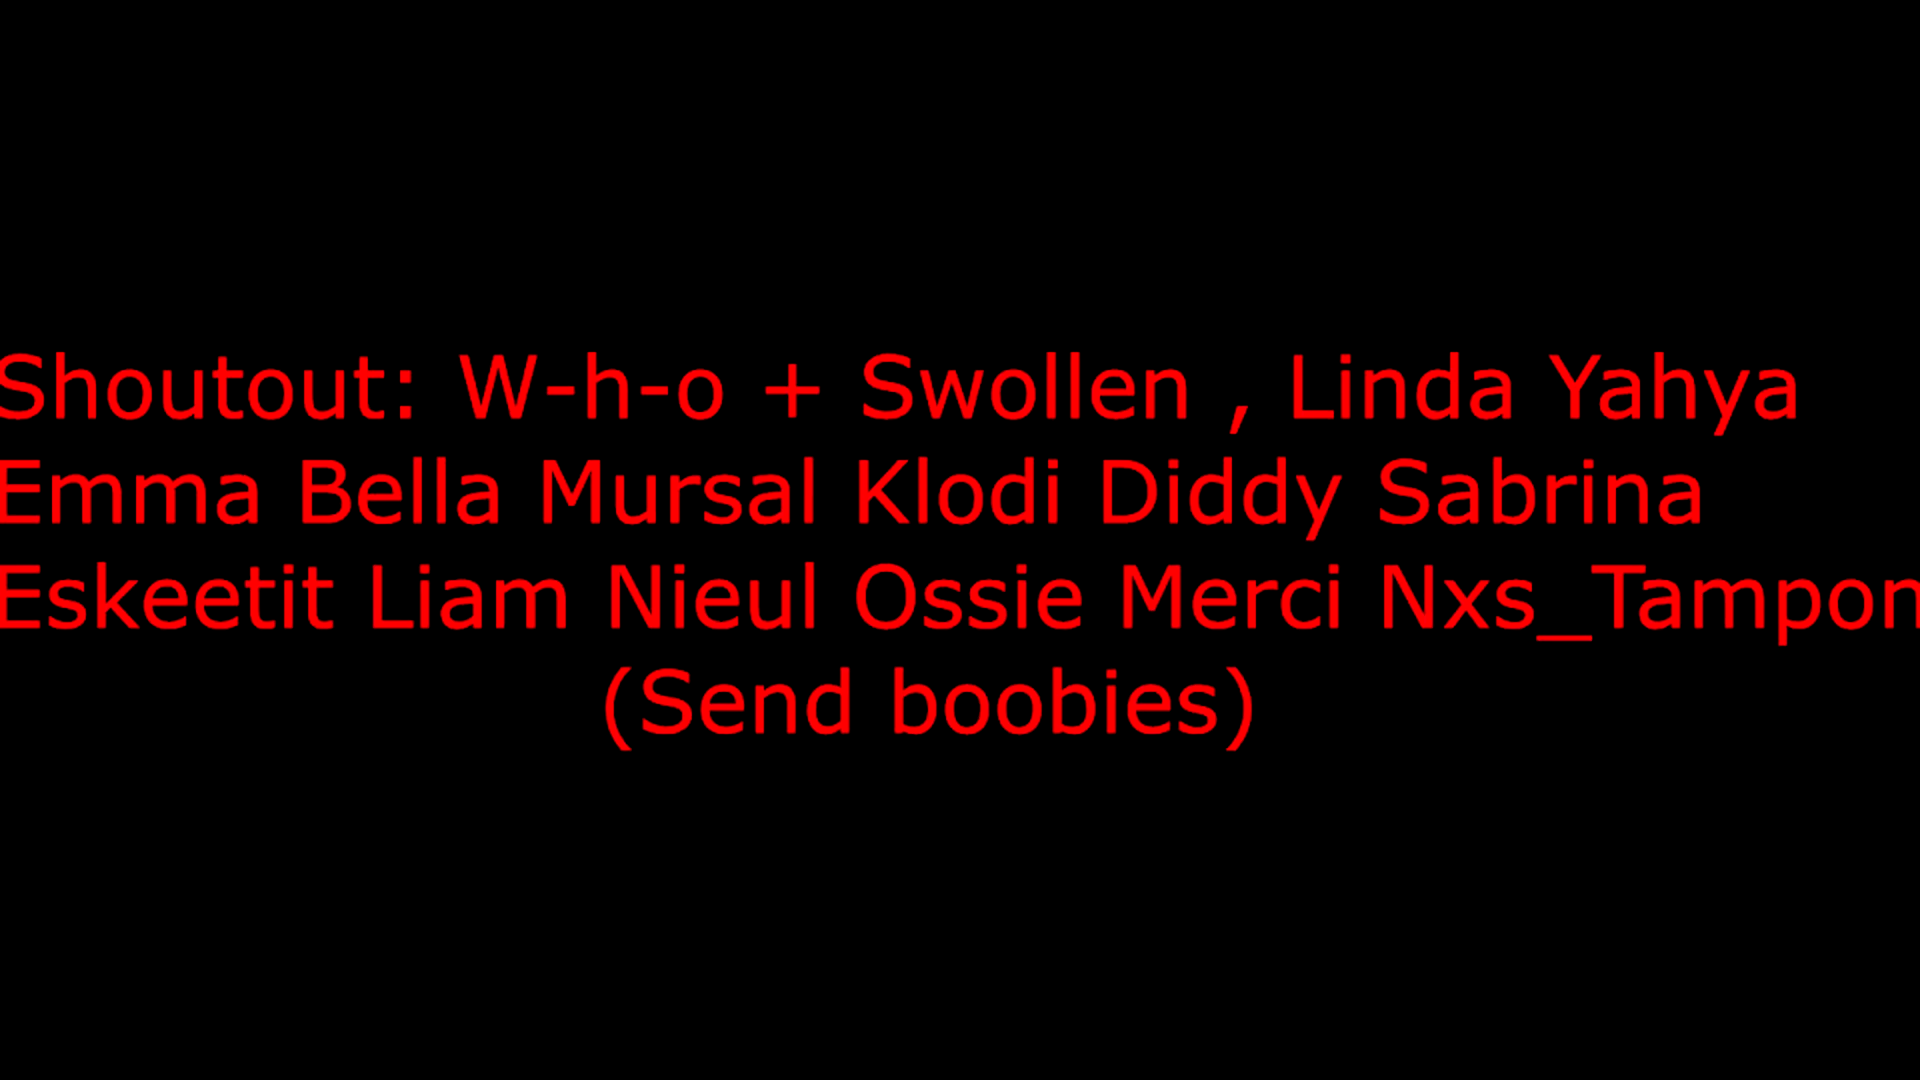 Shoutout: W-h-o + Swollen , Linda Yahya
Emma Bella Mursal Klodi Diddy Sabrina
Eskeetit Liam Nieul Ossie Merci Nxs_Tampon
(Send boobies)